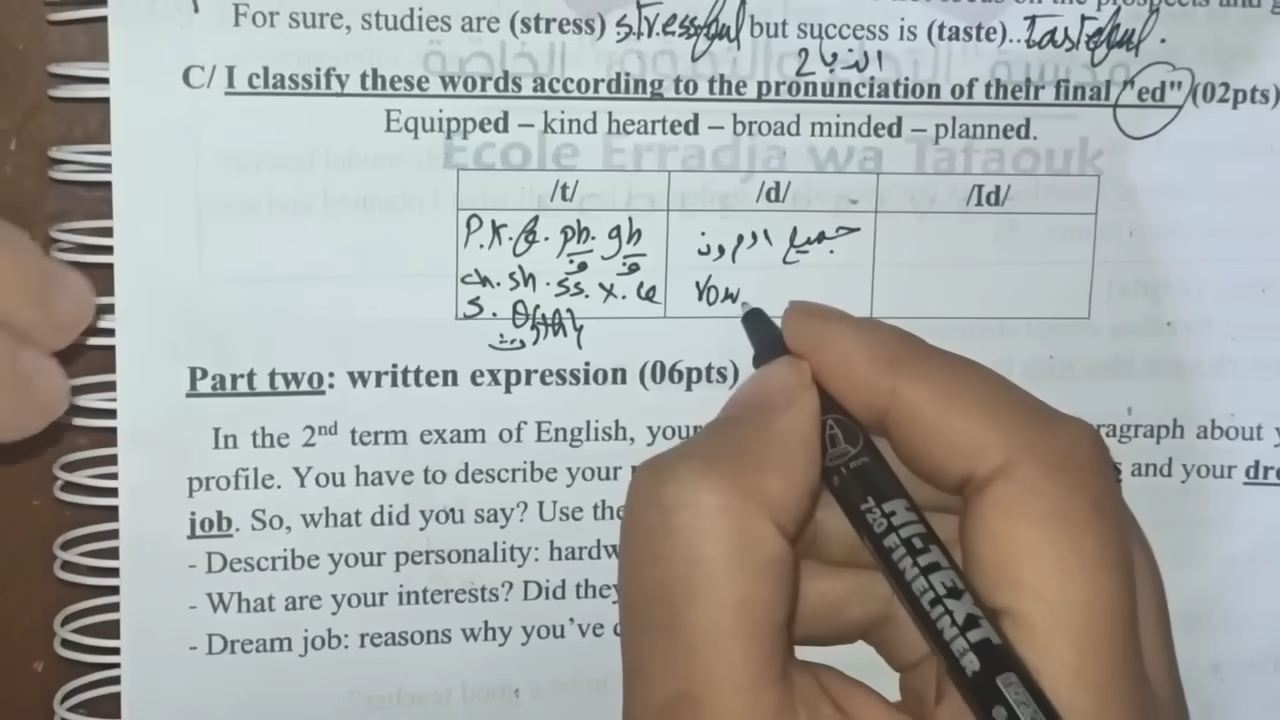 For sure, studies are (stress) stressful but success is (taste)..Tasteful.
C/ I classify these words according to the pronunciation of their final "ed" (02pts)
Equipped – kind hearted – broad minded – planned.
Ecole Erradja wa Tafaouk
/t/ /d/ /Id/
P.K. ph. gh جميع
ف ف
ch. sh. ss. x. ce vow
s.
Part two: written expression (06pts)
In the 2nd term exam of English, your ragraph about
profile. You have to describe your and your dre
job. So, what did you say? Use the
- Describe your personality: hardw
- What are your interests? Did they
- Dream job: reasons why you've
HI-TEXT
720 FINELINER